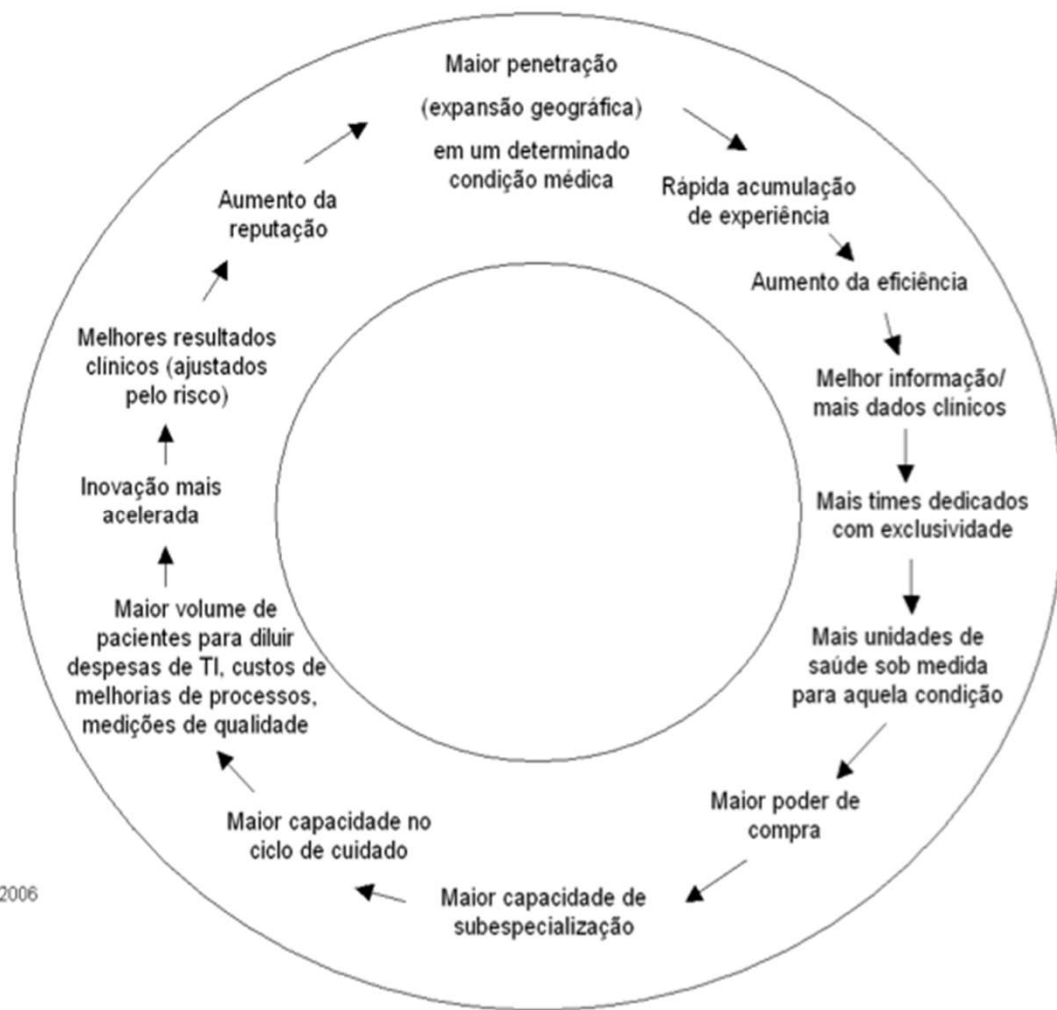 Maior penetração
(expansão geográfica)
em um determinado
condição médica
Rápida acumulação
de experiência
Aumento da eficiência
Melhor informação/
mais dados clínicos
Mais times dedicados
com exclusividade
Mais unidades de
saúde sob medida
para aquela condição
Maior poder de
compra
Maior capacidade de
subespecialização
Maior capacidade no
ciclo de cuidado
Maior volume de
pacientes para diluir
despesas de TI, custos de
melhorias de processos,
medições de qualidade
Inovação mais
acelerada
Melhores resultados
clínicos (ajustados
pelo risco)
Aumento da
reputação
2006